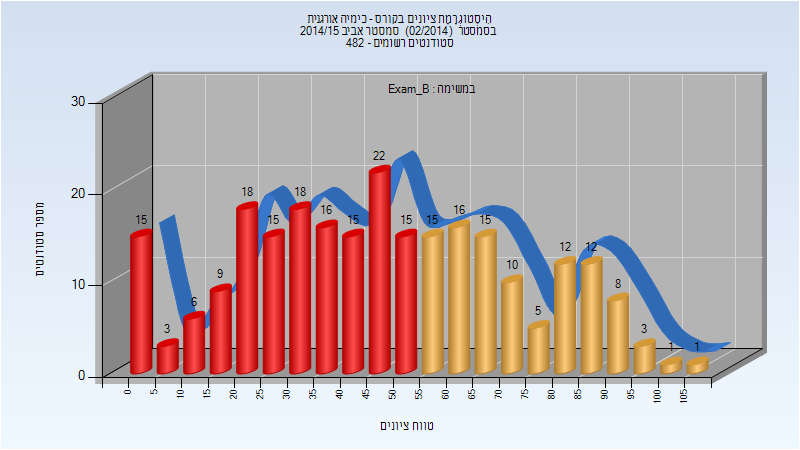 היסטוגרמת ציונים בקורס - כימיה אורגנית
בסמסטר (02/2014) סמסטר אביב 2014/15
סטודנטים רשומים - 482
במשימה : Exam_B
מספר סטודנטים
30
20
10
0
15 3 6 9 18 15 18 16 15 22 15 15 16 15 10 5 12 12 8 3 1 1
0 5 10 15 20 25 30 35 40 45 50 55 60 65 70 75 80 85 90 95 100 105
טווח ציונים